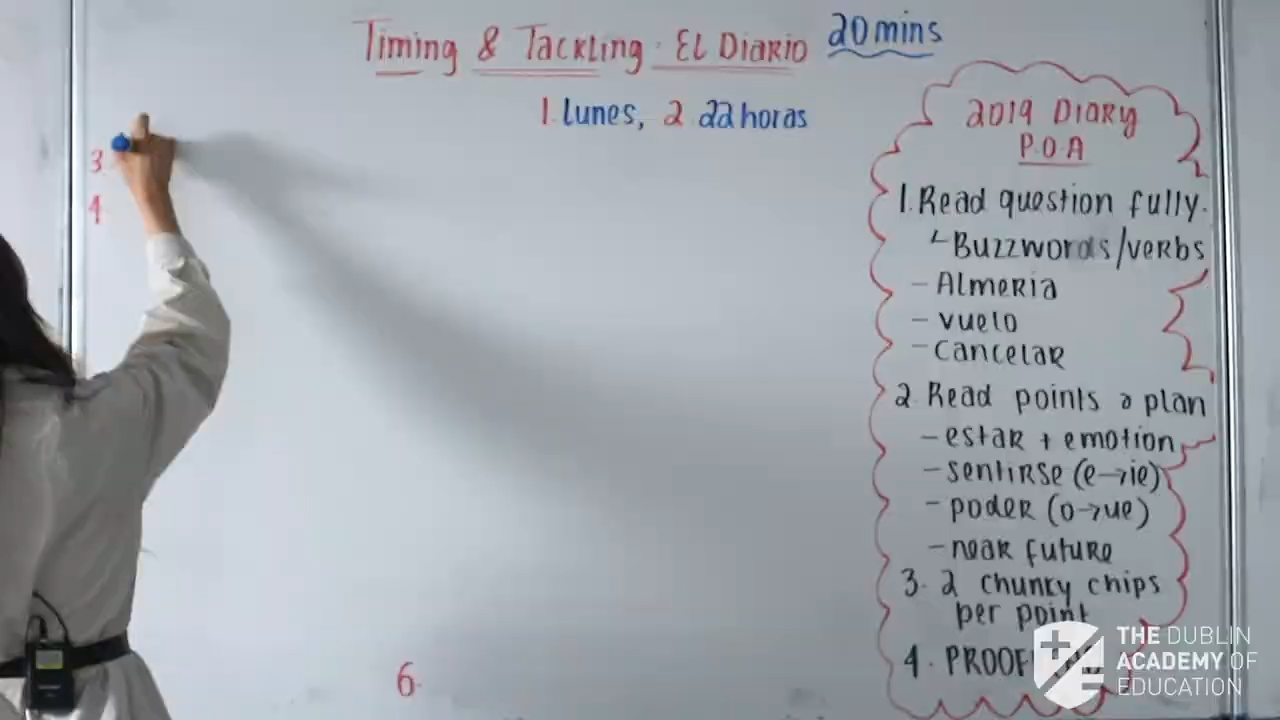 Timing & Tackling: El Diario 20mins
1. lunes, 2. 22 horas
3.
4.
6.
2019 Diary
P.O.A
1. Read question fully.
Buzzwords/verbs
- Almeria
- vuelo
- cancelar
2. Read points & plan
- estar + emotion
- sentirse (e→ie)
- poder (o→ue)
- near future
3. 2 chunky chips
per point
4. PROOF
THE DUBLIN
ACADEMY OF
EDUCATION